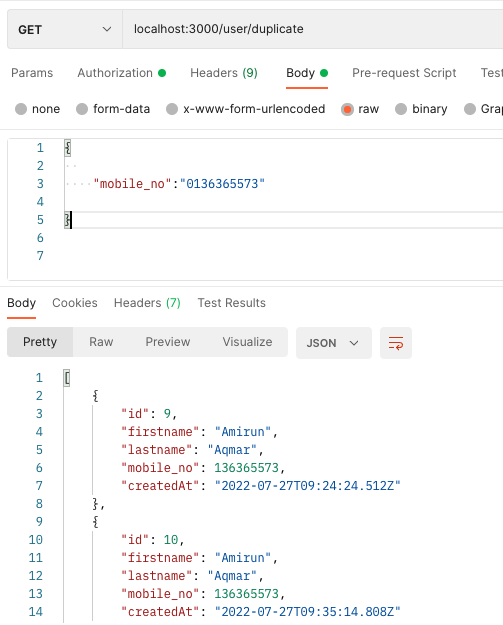 GET localhost:3000/user/duplicate
Params Authorization Headers (9) Body Pre-request Script Test
none form-data x-www-form-urlencoded raw binary Grap
1 {
2
3 "mobile_no":"0136365573"
4
5 }
6
7
Body Cookies Headers (7) Test Results
Pretty Raw Preview Visualize JSON
1 [
2 {
3 "id": 9,
4 "firstname": "Amirun",
5 "lastname": "Aqmar",
6 "mobile_no": 136365573,
7 "createdAt": "2022-07-27T09:24:24.512Z"
8 },
9 {
10 "id": 10,
11 "firstname": "Amirun",
12 "lastname": "Aqmar",
13 "mobile_no": 136365573,
14 "createdAt": "2022-07-27T09:35:14.808Z"